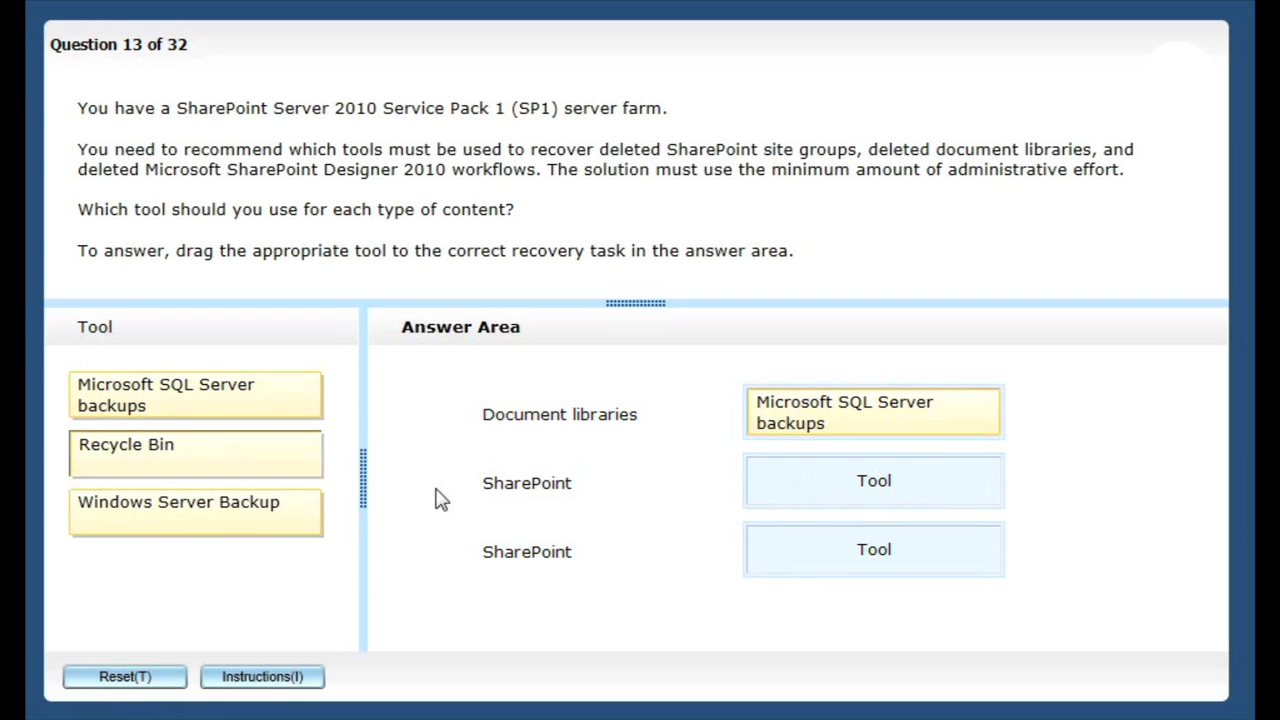 Question 13 of 32
You have a SharePoint Server 2010 Service Pack 1 (SP1) server farm.
You need to recommend which tools must be used to recover deleted SharePoint site groups, deleted document libraries, and
deleted Microsoft SharePoint Designer 2010 workflows. The solution must use the minimum amount of administrative effort.
Which tool should you use for each type of content?
To answer, drag the appropriate tool to the correct recovery task in the answer area.
Tool
Microsoft SQL Server
backups
Recycle Bin
Windows Server Backup
Answer Area
Document libraries
Microsoft SQL Server
backups
SharePoint
Tool
SharePoint
Tool
Reset(T)
Instructions(I)